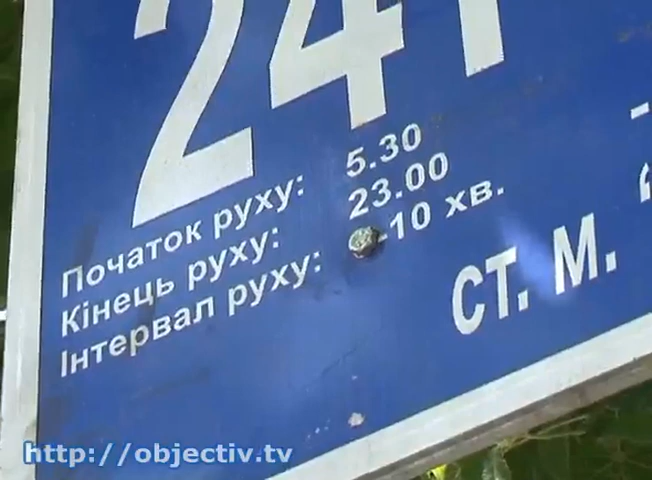 241
Початок руху: 5.30
Кінець руху: 23.00
Інтервал руху: -10 хв.
ст. м. "
http://objectiv.tv